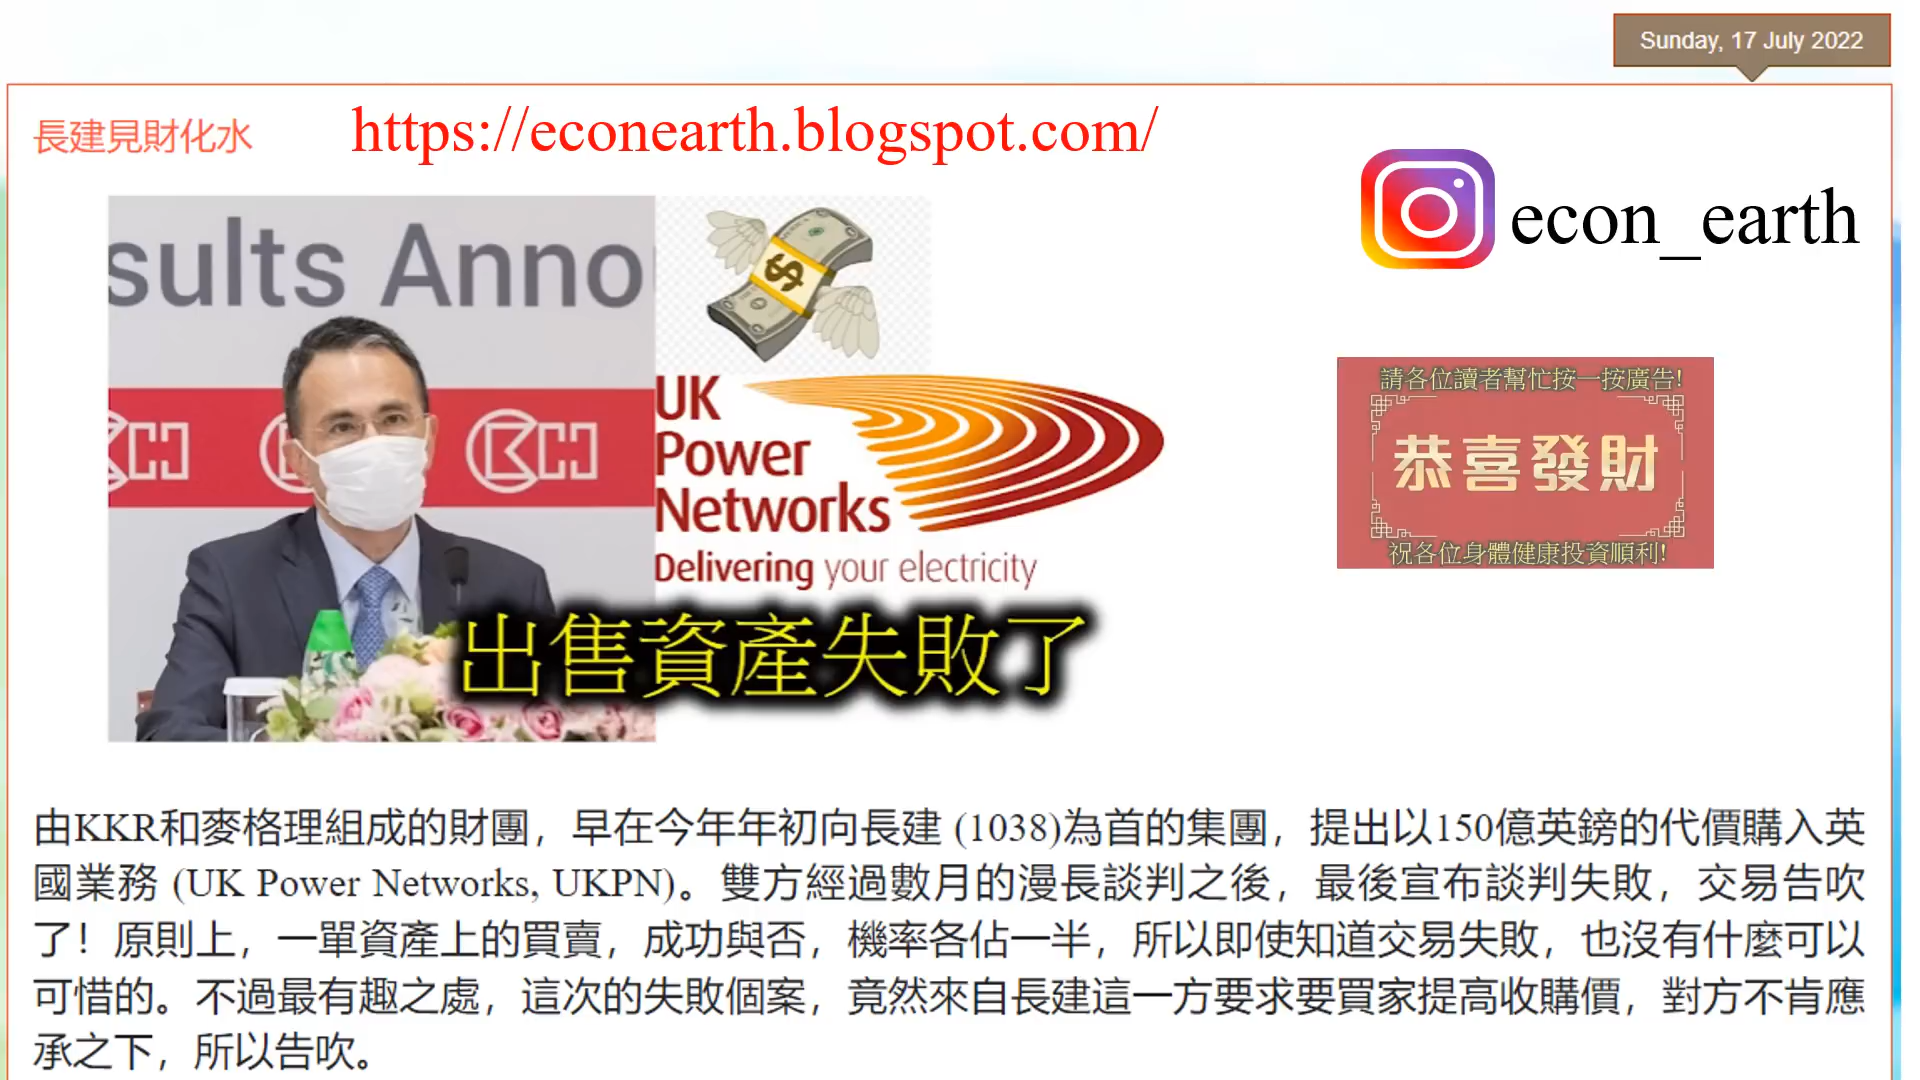 Sunday, 17 July 2022
長建見財化水
https://econearth.blogspot.com/
econ_earth
sults Anno
UK
Power
Networks
Delivering your electricity
請各位讀者幫忙按一按廣告!
恭喜發財
祝各位身體健康投資順利!
出售資產失敗了
由KKR和麥格理組成的財團，早在今年年初向長建 (1038)為首的集團，提出以150億英鎊的代價購入英
國業務 (UK Power Networks, UKPN)。雙方經過數月的漫長談判之後，最後宣布談判失敗，交易告吹
了！原則上，一單資產上的買賣，成功與否，機率各佔一半，所以即使知道交易失敗，也沒有什麼可以
可惜的。不過最有趣之處，這次的失敗個案，竟然來自長建這一方要求要買家提高收購價，對方不肯應
承之下，所以告吹。